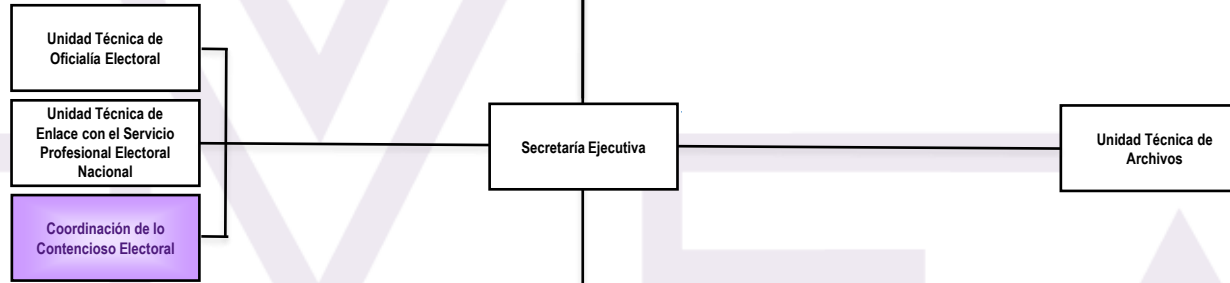 Unidad Técnica de
Oficialía Electoral
Unidad Técnica de
Enlace con el Servicio
Profesional Electoral
Nacional
Coordinación de lo
Contencioso Electoral
Secretaría Ejecutiva
Unidad Técnica de
Archivos